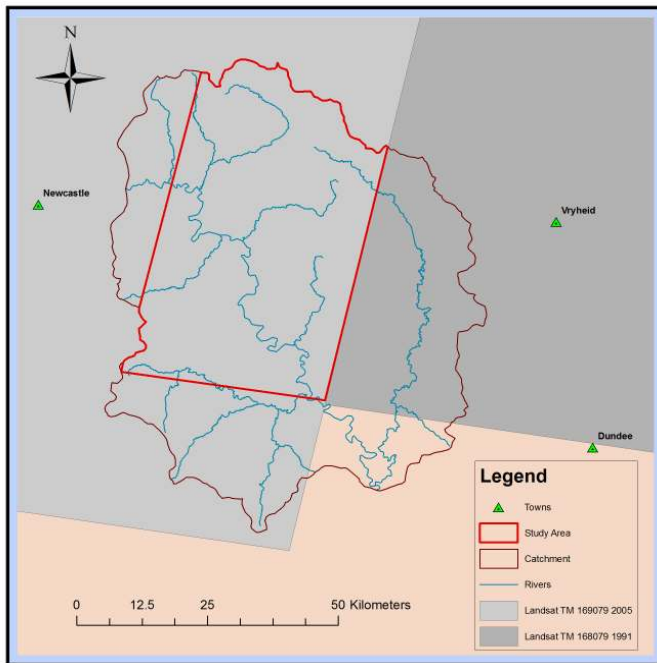 N
Newcastle
Vryheid
Dundee
Legend
Towns
Study Area
Catchment
Rivers
Landsat TM 169079 2005
Landsat TM 168079 1991
0 12.5 25 50 Kilometers